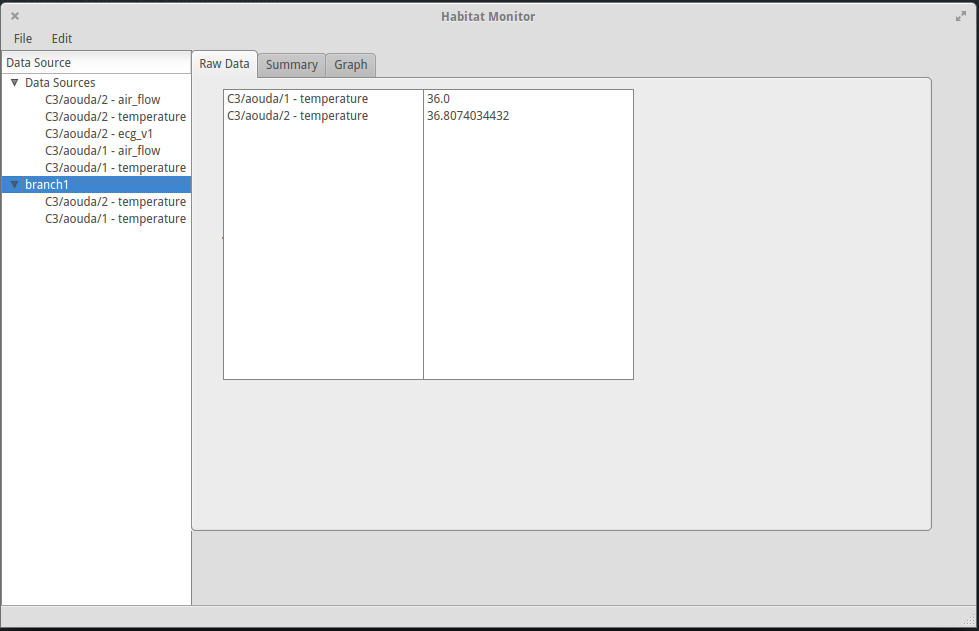 Habitat Monitor
File Edit
Data Source
Data Sources
C3/aouda/2 - air_flow
C3/aouda/2 - temperature
C3/aouda/2 - ecg_v1
C3/aouda/1 - air_flow
C3/aouda/1 - temperature
branch1
C3/aouda/2 - temperature
C3/aouda/1 - temperature
Raw Data Summary Graph
C3/aouda/1 - temperature 36.0
C3/aouda/2 - temperature 36.8074034432